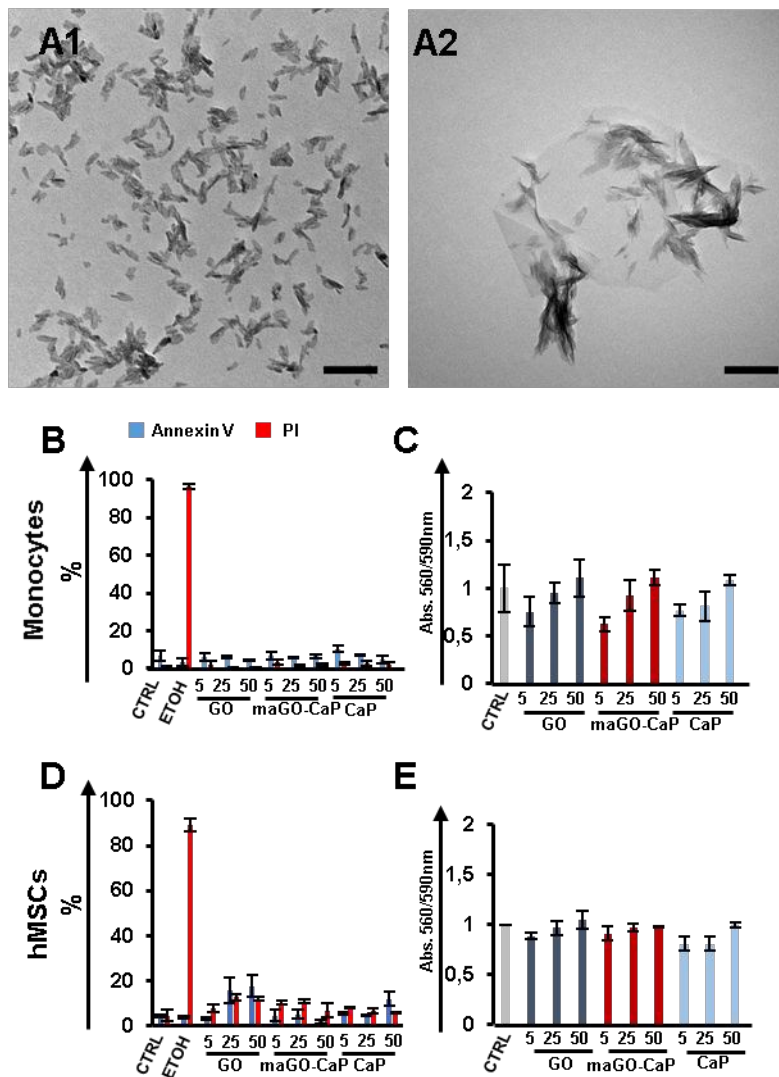 A1
A2
B
Annexin V PI
Monocytes
%
100
80
60
40
20
0
CTRL ETOH 5 25 50 5 25 50 5 25 50
GO maGO-CaP CaP
C
Abs. 560/590nm
2
1,5
1
0,5
0
CTRL 5 25 50 5 25 50 5 25 50
GO maGO-CaP CaP
D
hMSCs
%
100
80
60
40
20
0
CTRL ETOH 5 25 50 5 25 50 5 25 50
GO maGO-CaP CaP
E
Abs. 560/590nm
2
1,5
1
0,5
0
CTRL 5 25 50 5 25 50 5 25 50
GO maGO-CaP CaP